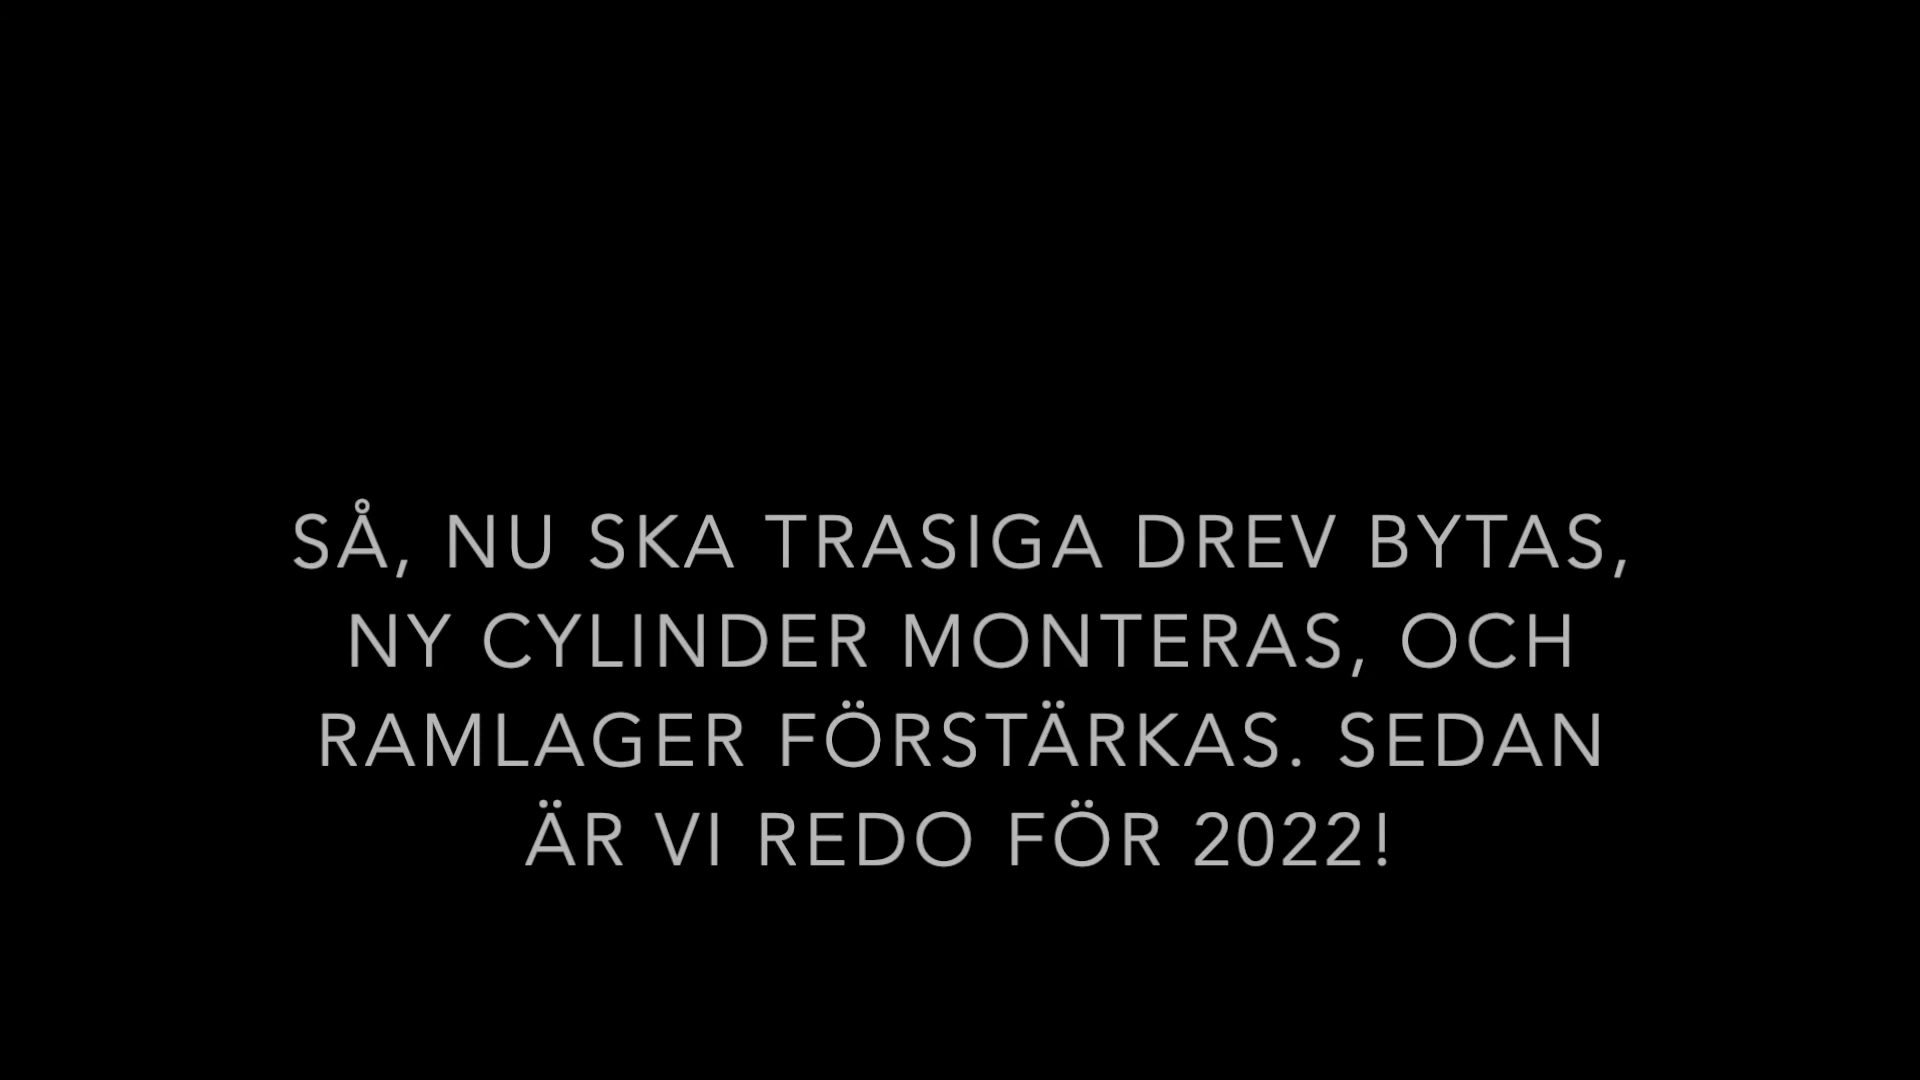 SÅ, NU SKA TRASIGA DREV BYTAS,
NY CYLINDER MONTERAS, OCH
RAMLAGER FÖRSTÄRKAS. SEDAN
ÄR VI REDO FÖR 2022!